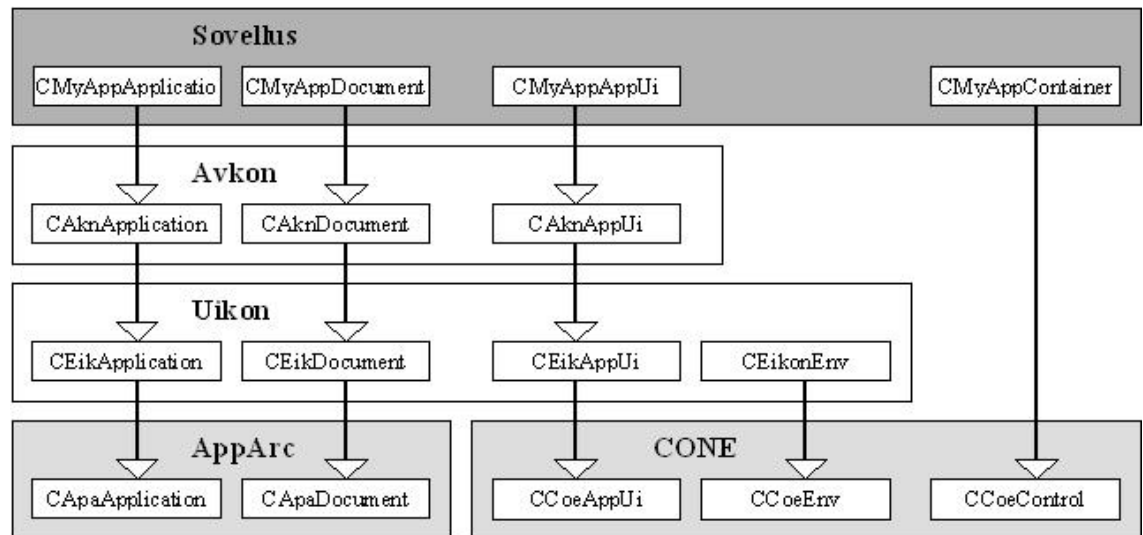 Sovellus
CMyAppApplicatio
CMyAppDocument
CMyAppAppUi
CMyAppContainer
Avkon
CAknApplication
CAknDocument
CAknAppUi
Uikon
CEikApplication
CEikDocument
CEikAppUi
CEikonEnv
AppArc
CONE
CApaApplication
CApaDocument
CCoeAppUi
CCoeEnv
CCoeControl